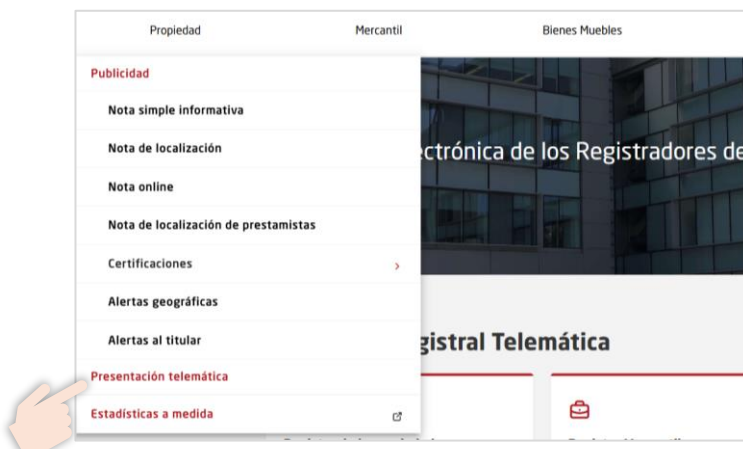 Propiedad Mercantil Bienes Muebles
Publicidad
Nota simple informativa
Nota de localización
ctrónica de los Registradores de
Nota online
Nota de localización de prestamistas
Certificaciones
Alertas geográficas
Alertas al titular
gistral Telemática
Presentación telemática
Estadísticas a medida